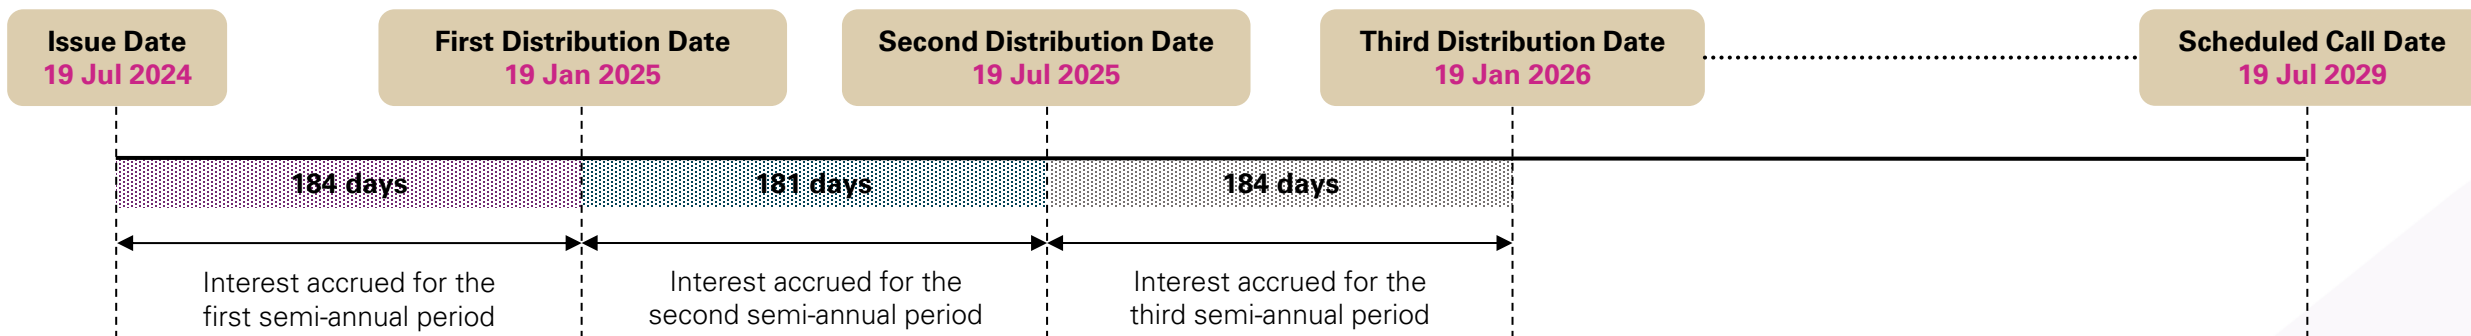 Issue Date
19 Jul 2024
First Distribution Date
19 Jan 2025
Second Distribution Date
19 Jul 2025
Third Distribution Date
19 Jan 2026
Scheduled Call Date
19 Jul 2029
184 days
181 days
184 days
Interest accrued for the
first semi-annual period
Interest accrued for the
second semi-annual period
Interest accrued for the
third semi-annual period